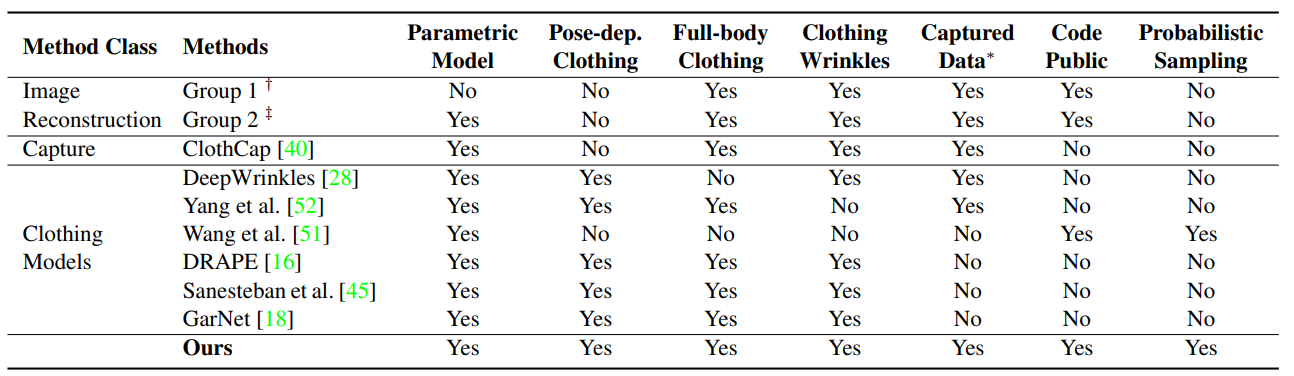 Method Class Methods Parametric Model Pose-dep. Clothing Full-body Clothing Clothing Wrinkles Captured Data* Code Public Probabilistic Sampling
Image Group 1 † No No Yes Yes Yes Yes No
Reconstruction Group 2 ‡ Yes No Yes Yes Yes Yes No
Capture ClothCap [40] Yes No Yes Yes Yes No No
DeepWrinkles [28] Yes Yes No Yes Yes No No
Yang et al. [52] Yes Yes Yes No Yes No No
Clothing Wang et al. [51] Yes No No No No Yes Yes
Models DRAPE [16] Yes Yes Yes Yes No No No
Sanesteban et al. [45] Yes Yes Yes Yes No No No
GarNet [18] Yes Yes Yes Yes No No No
Ours Yes Yes Yes Yes Yes Yes Yes